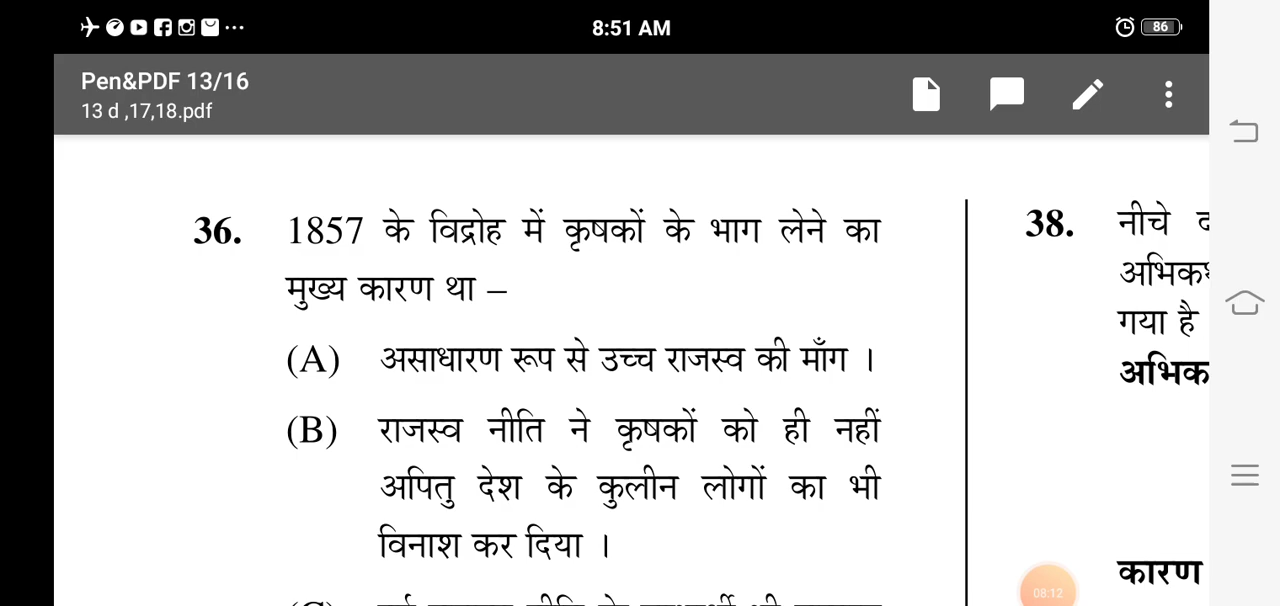 8:51 AM
86
Pen&PDF 13/16
13 d ,17,18.pdf
36. 1857 के विद्रोह में कृषकों के भाग लेने का
मुख्य कारण था –
(A) असाधारण रूप से उच्च राजस्व की माँग ।
(B) राजस्व नीति ने कृषकों को ही नहीं
अपितु देश के कुलीन लोगों का भी
विनाश कर दिया ।
38. नीचे
गया है
कारण
08:12